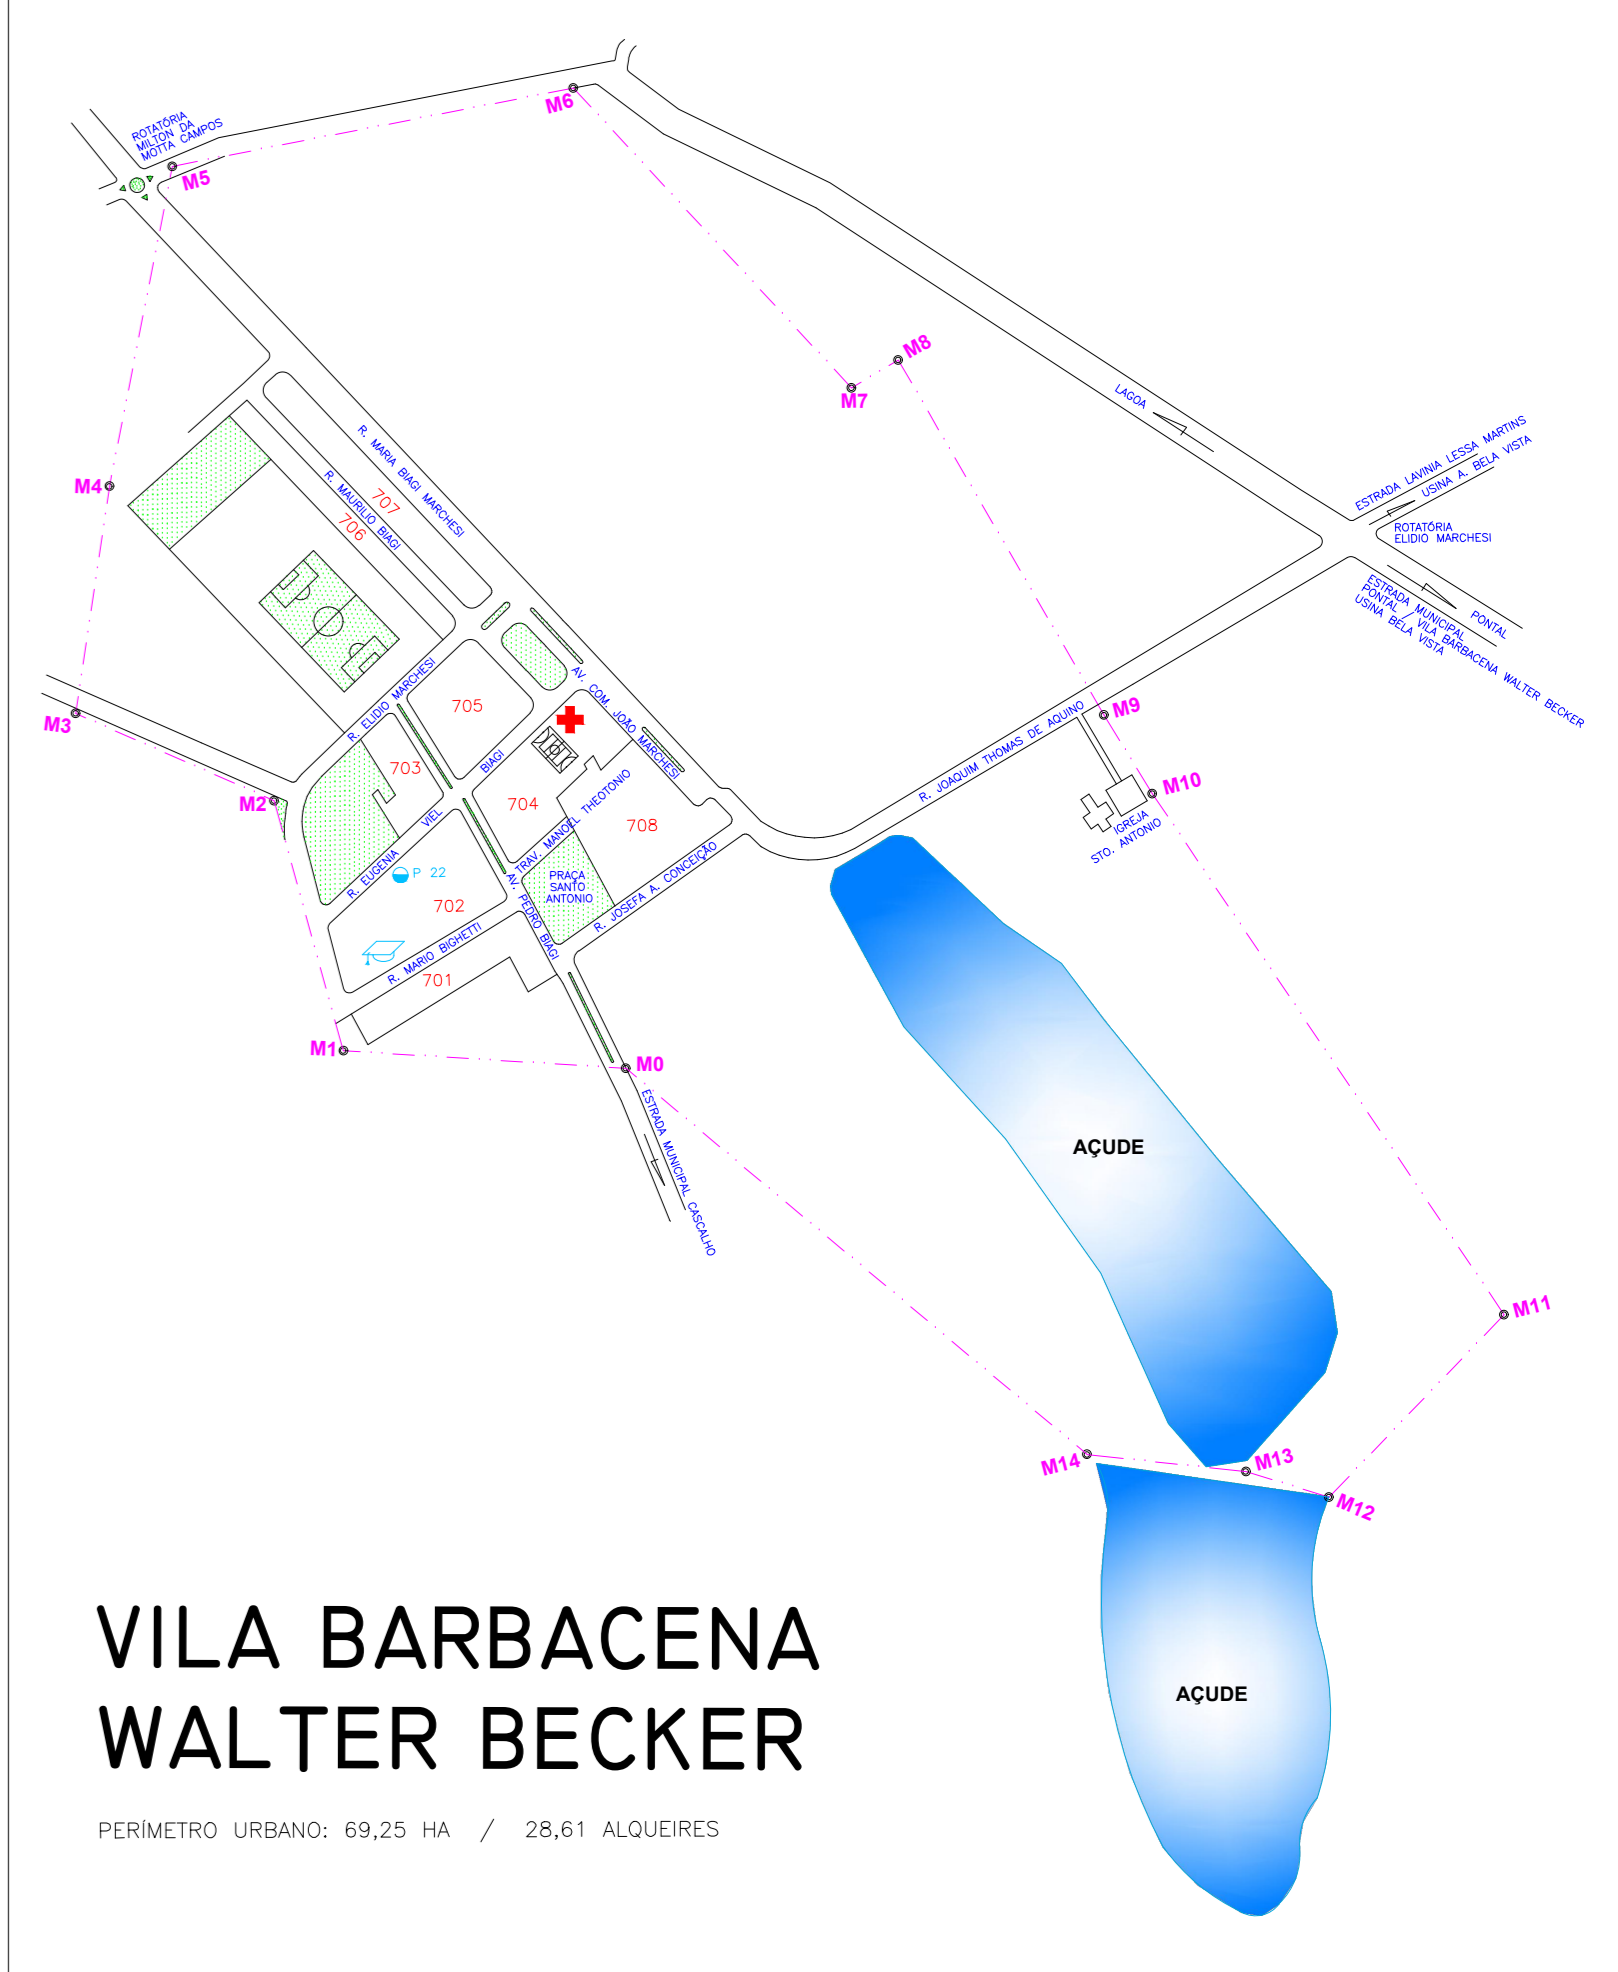 ROTATÓRIA
MILTON DA
MOTTA CAMPOS
M6
M5
M8
M7
LAGOA
ESTRADA LAVINIA LESSA MARTINS
USINA A. BELA VISTA
ROTATÓRIA
ELIDIO MARCHESI
ESTRADA MUNICIPAL
PONTAL / VILA BARBACENA WALTER BECKER
USINA BELA VISTA
PONTAL
R. MARIA BIAGI MARCHESI
707
R. MAURILIO BIAGI
706
M4
M3
M2
R. ELIDIO MARCHESI
705
AV. COM. JOÃO MARCHESI
703
BIAGI
704
TRAV. MANOEL THEOTONIO
708
R. EUGENIA VIEL
P 22
702
PRAÇA
SANTO
ANTONIO
AV. PEDRO BIAGI
R. JOSEFA A. CONCEIÇÃO
R. MARIO BIGHETTI
701
M9
R. JOAQUIM THOMAS DE AQUINO
M10
IGREJA
STO. ANTONIO
M1
M0
ESTRADA MUNICIPAL CASCALHO
AÇUDE
M11
M14
M13
M12
AÇUDE
VILA BARBACENA
WALTER BECKER
PERÍMETRO URBANO: 69,25 HA / 28,61 ALQUEIRES